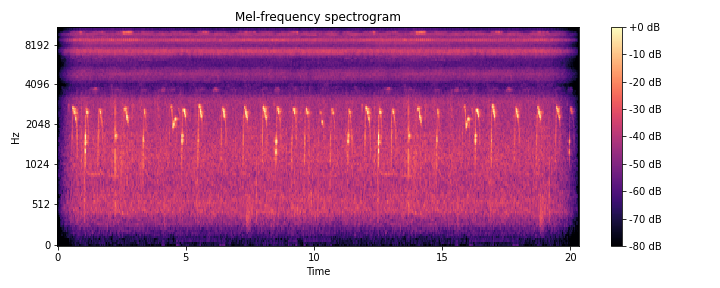 Mel-frequency spectrogram
+0 dB
8192
-10 dB
4096
-20 dB
-30 dB
Hz
2048
-40 dB
1024
-50 dB
512
-60 dB
-70 dB
0
-80 dB
0
5
10
15
20
Time